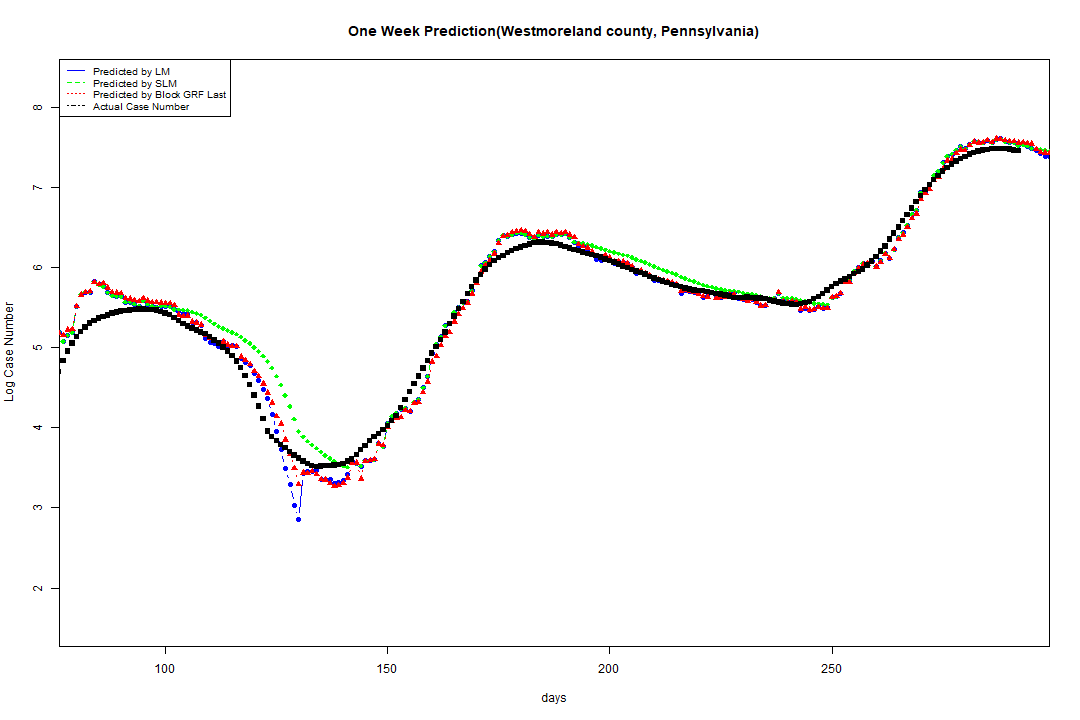 One Week Prediction(Westmoreland county, Pennsylvania)
Predicted by LM
Predicted by SLM
Predicted by Block GRF Last
Actual Case Number
8
7
6
5
4
3
2
Log Case Number
100 150 200 250
days